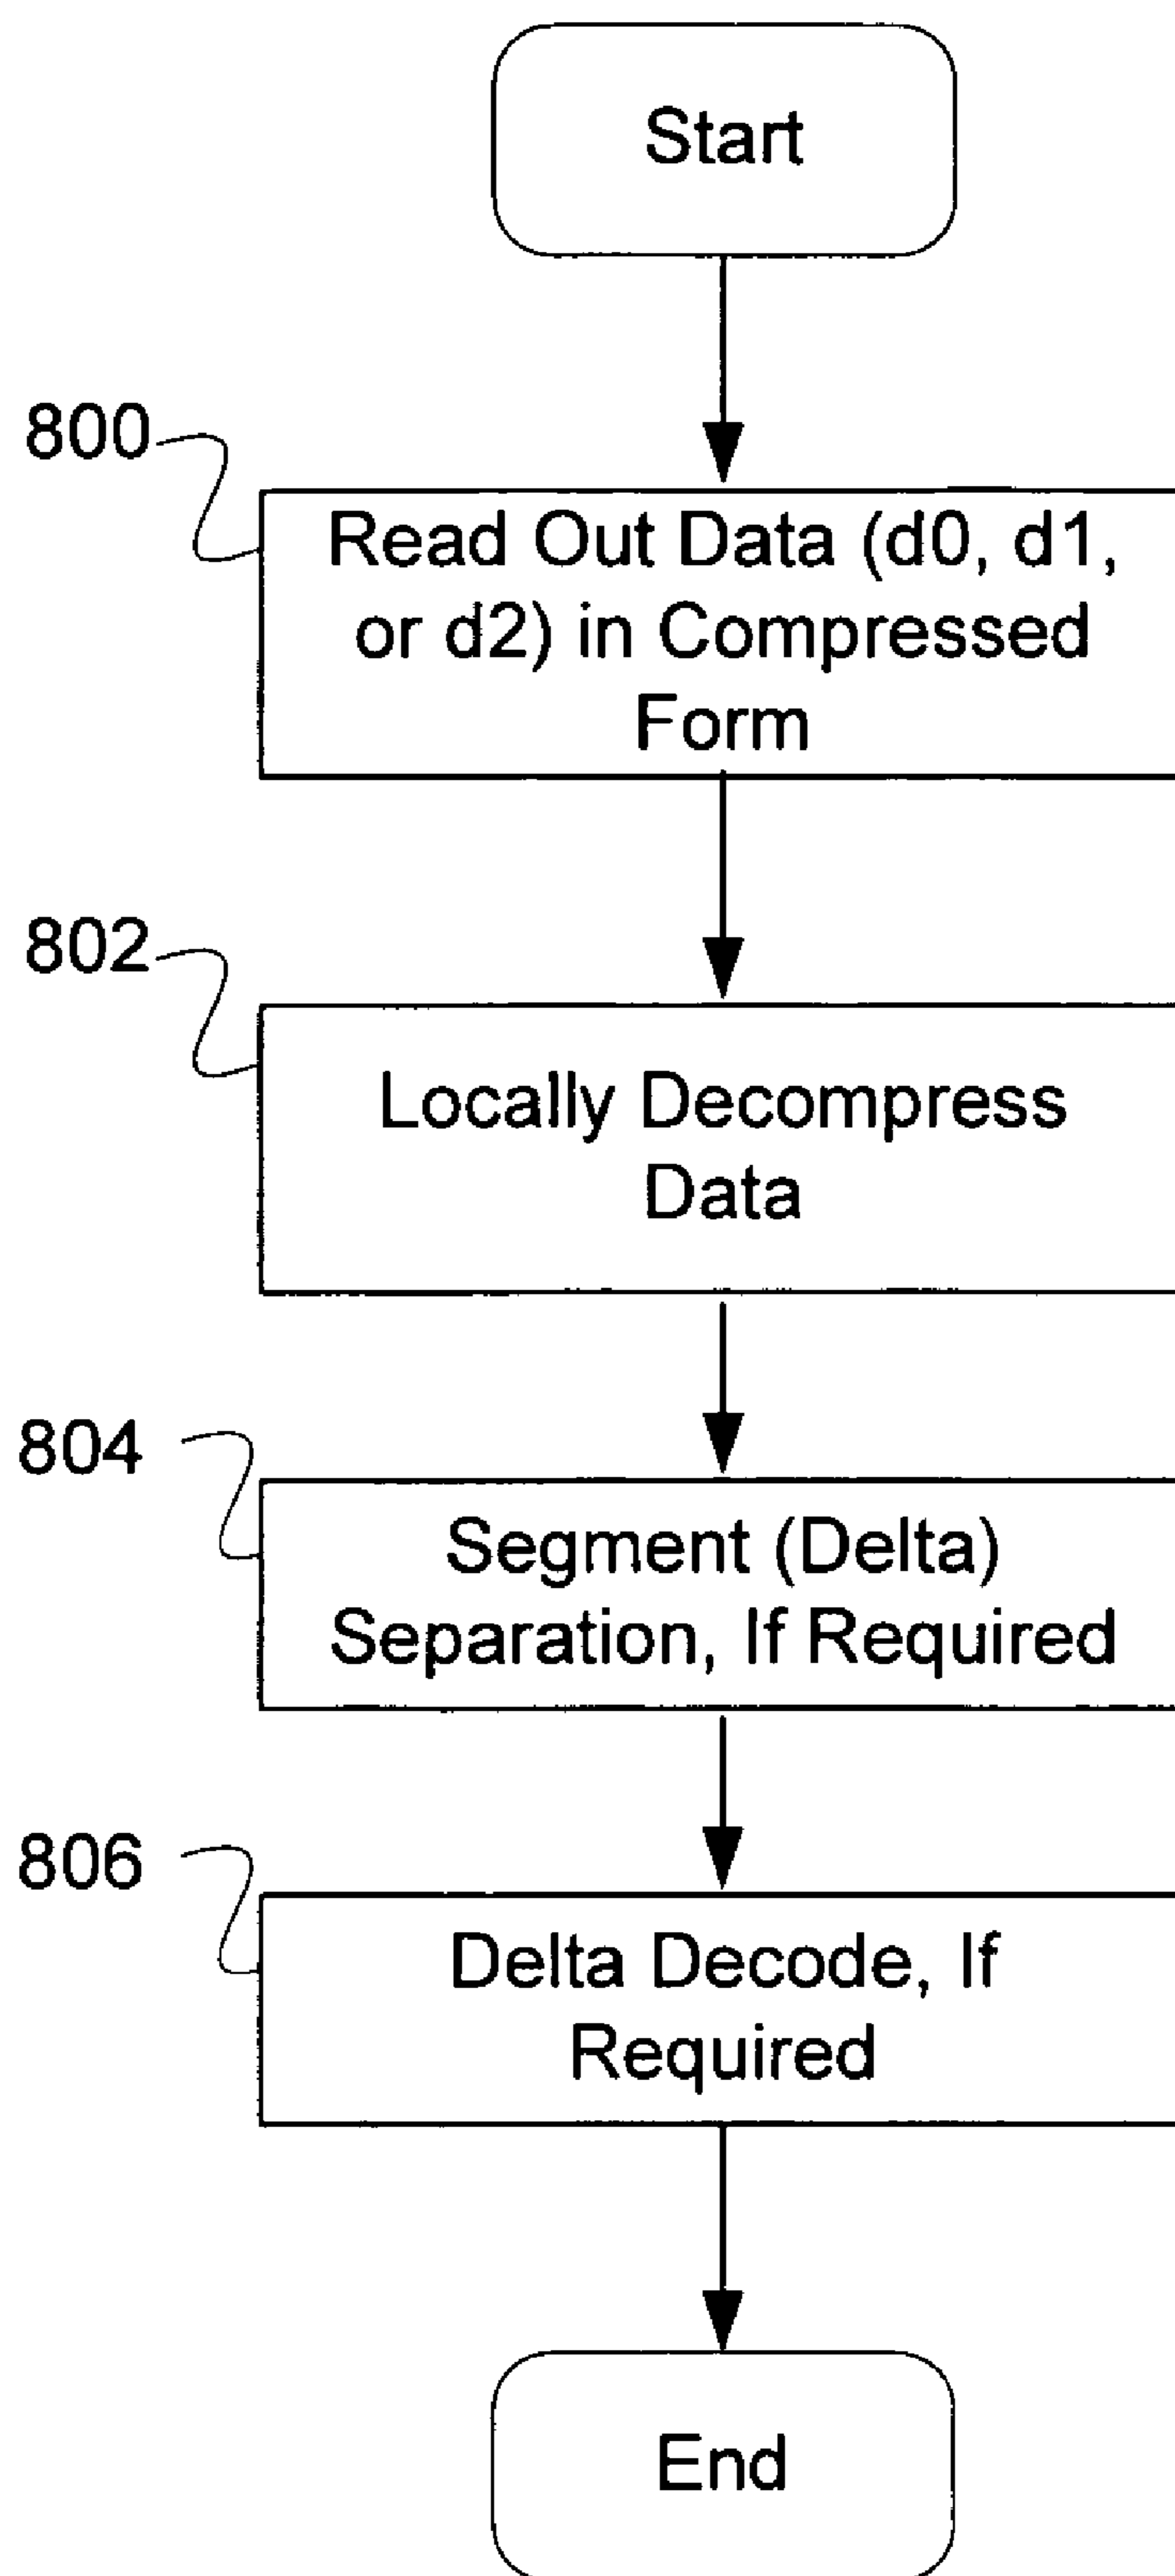 Start
800
Read Out Data (d0, d1,
or d2) in Compressed
Form
802
Locally Decompress
Data
804
Segment (Delta)
Separation, If Required
806
Delta Decode, If
Required
End